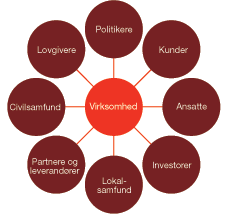 Politikere
Lovgivere
Kunder
Civilsamfund
Virksomhed
Ansatte
Partnere og
leverandører
Investorer
Lokal-
samfund